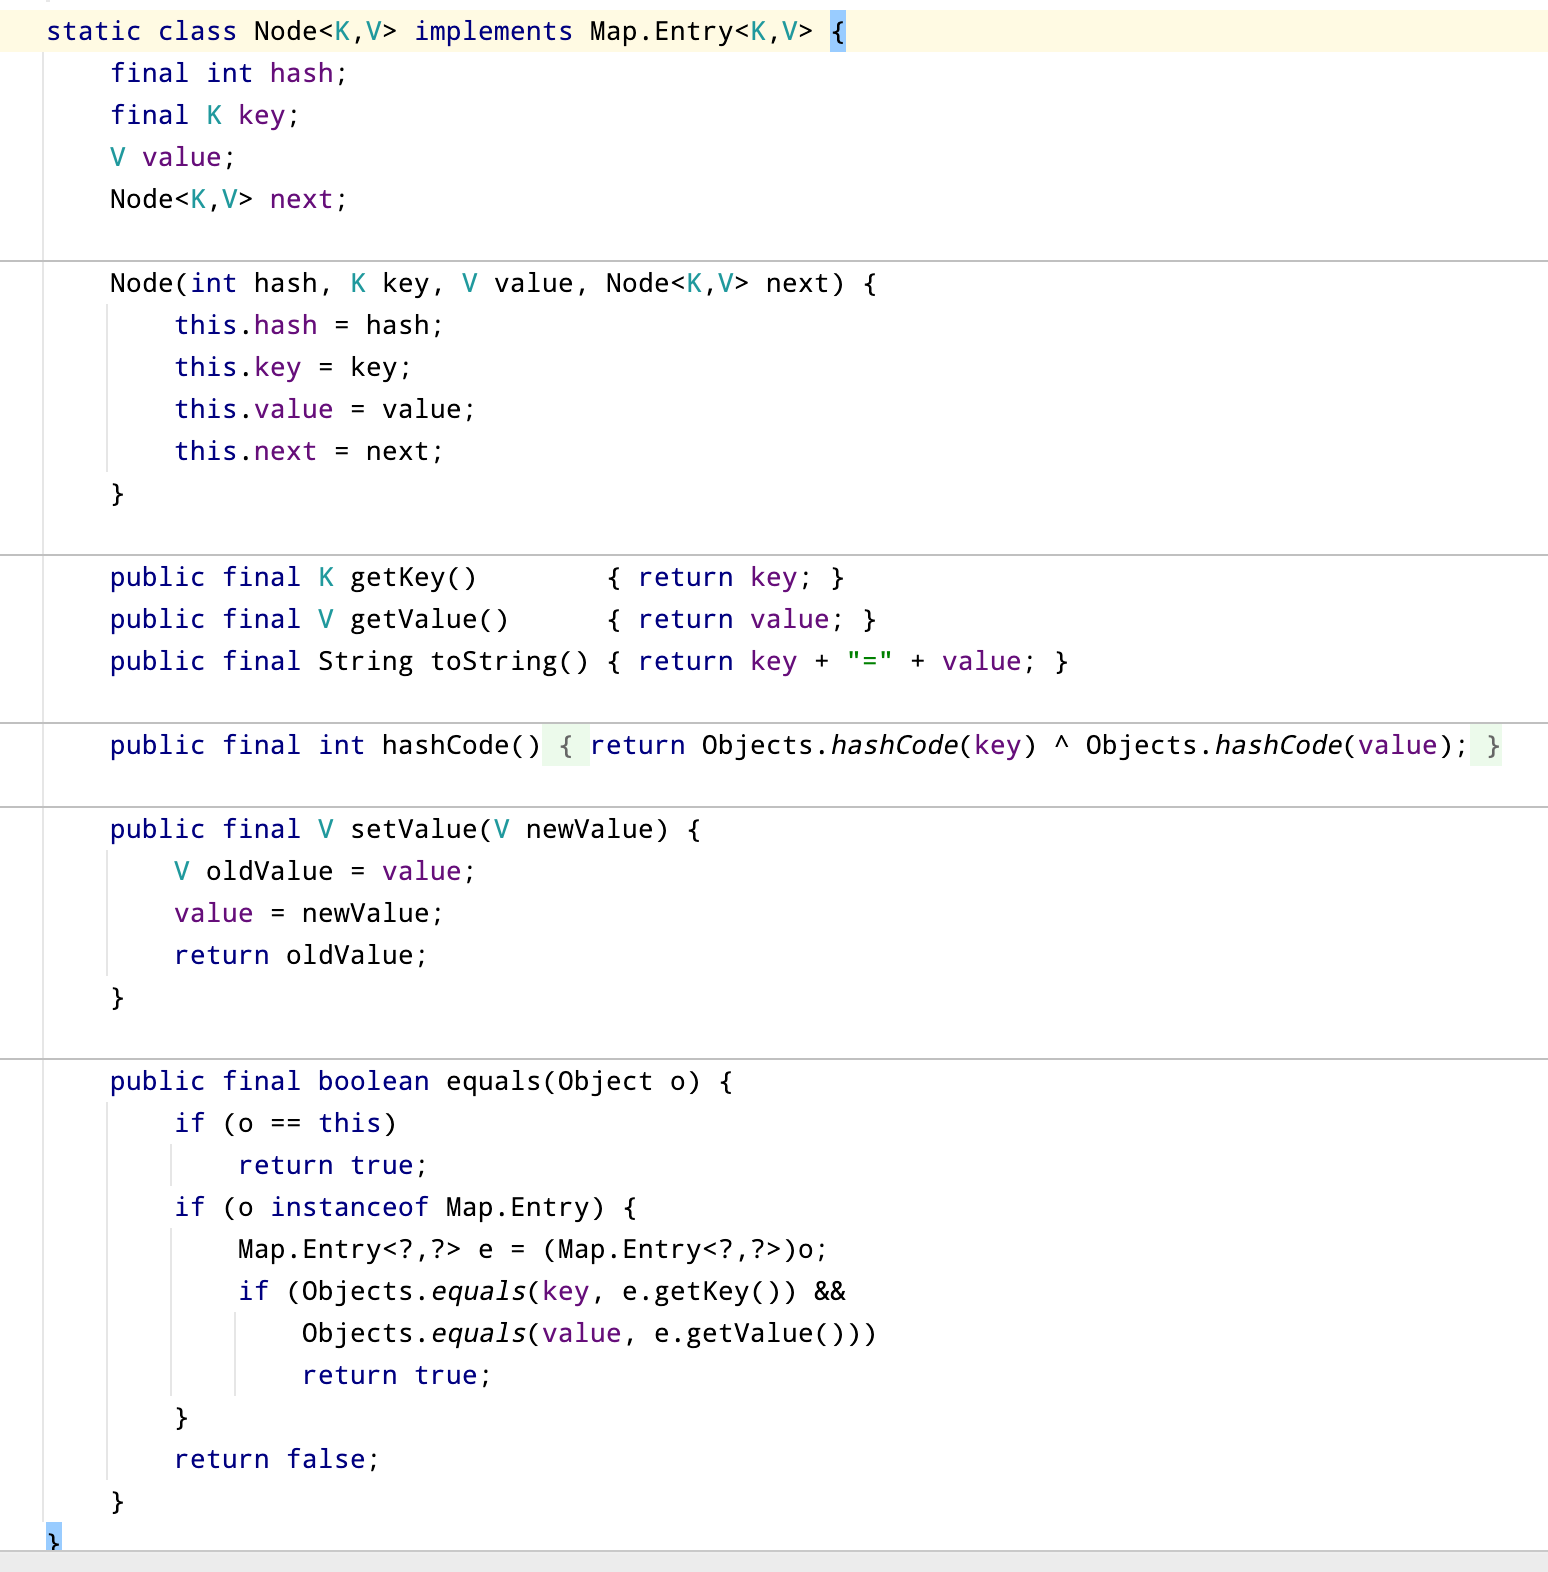 static class Node<K,V> implements Map.Entry<K,V> {
    final int hash;
    final K key;
    V value;
    Node<K,V> next;

    Node(int hash, K key, V value, Node<K,V> next) {
        this.hash = hash;
        this.key = key;
        this.value = value;
        this.next = next;
    }

    public final K getKey()        { return key; }
    public final V getValue()      { return value; }
    public final String toString() { return key + "=" + value; }

    public final int hashCode() { return Objects.hashCode(key) ^ Objects.hashCode(value); }

    public final V setValue(V newValue) {
        V oldValue = value;
        value = newValue;
        return oldValue;
    }

    public final boolean equals(Object o) {
        if (o == this)
            return true;
        if (o instanceof Map.Entry) {
            Map.Entry<?,?> e = (Map.Entry<?,?>)o;
            if (Objects.equals(key, e.getKey()) &&
                Objects.equals(value, e.getValue()))
                return true;
        }
        return false;
    }
}